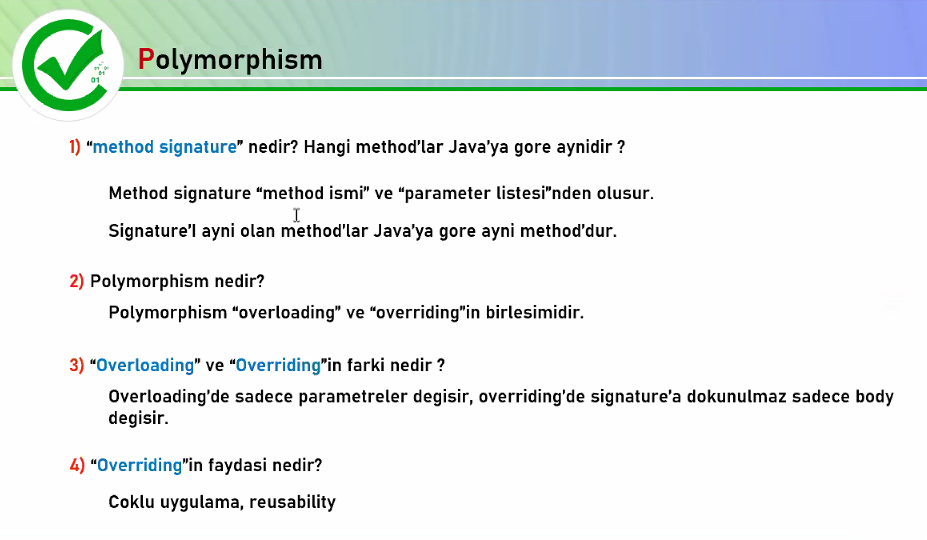 Polymorphism
1) “method signature” nedir? Hangi method’lar Java’ya gore aynidir ?
Method signature “method ismi” ve “parameter listesi”nden olusur.
Signature’I ayni olan method’lar Java’ya gore ayni method’dur.
2) Polymorphism nedir?
Polymorphism “overloading” ve “overriding”in birlesimidir.
3) “Overloading” ve “Overriding”in farki nedir ?
Overloading’de sadece parametreler degisir, overriding’de signature’a dokunulmaz sadece body
degisir.
4) “Overriding”in faydasi nedir?
Coklu uygulama, reusability